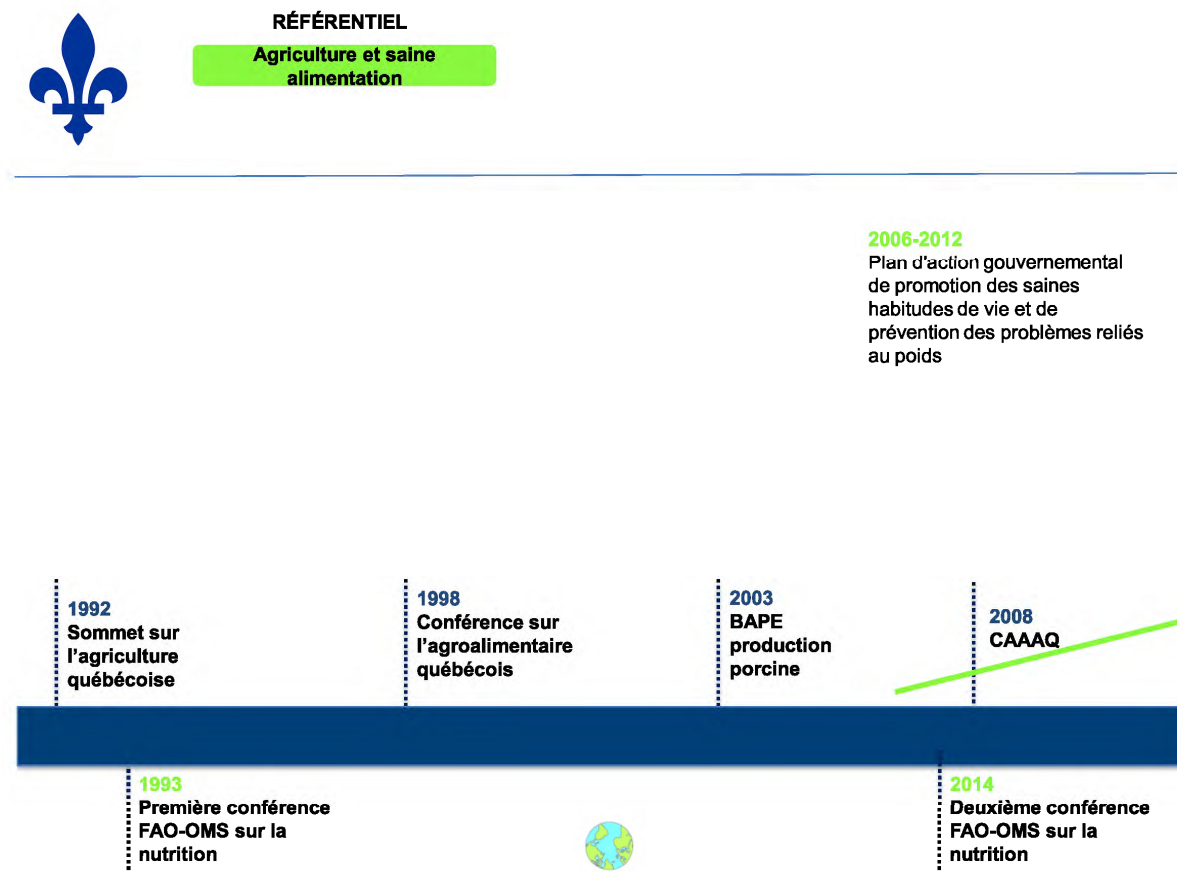 RÉFÉRENTIEL
Agriculture et saine
alimentation
2006-2012
Plan d'action gouvernemental
de promotion des saines
habitudes de vie et de
prévention des problèmes reliés
au poids
1992
Sommet sur
l'agriculture
québécoise
1998
Conférence sur
l'agroalimentaire
québécois
2003
BAPE
production
porcine
2008
CAAAQ
1993
Première conférence
FAO-OMS sur la
nutrition
2014
Deuxième conférence
FAO-OMS sur la
nutrition